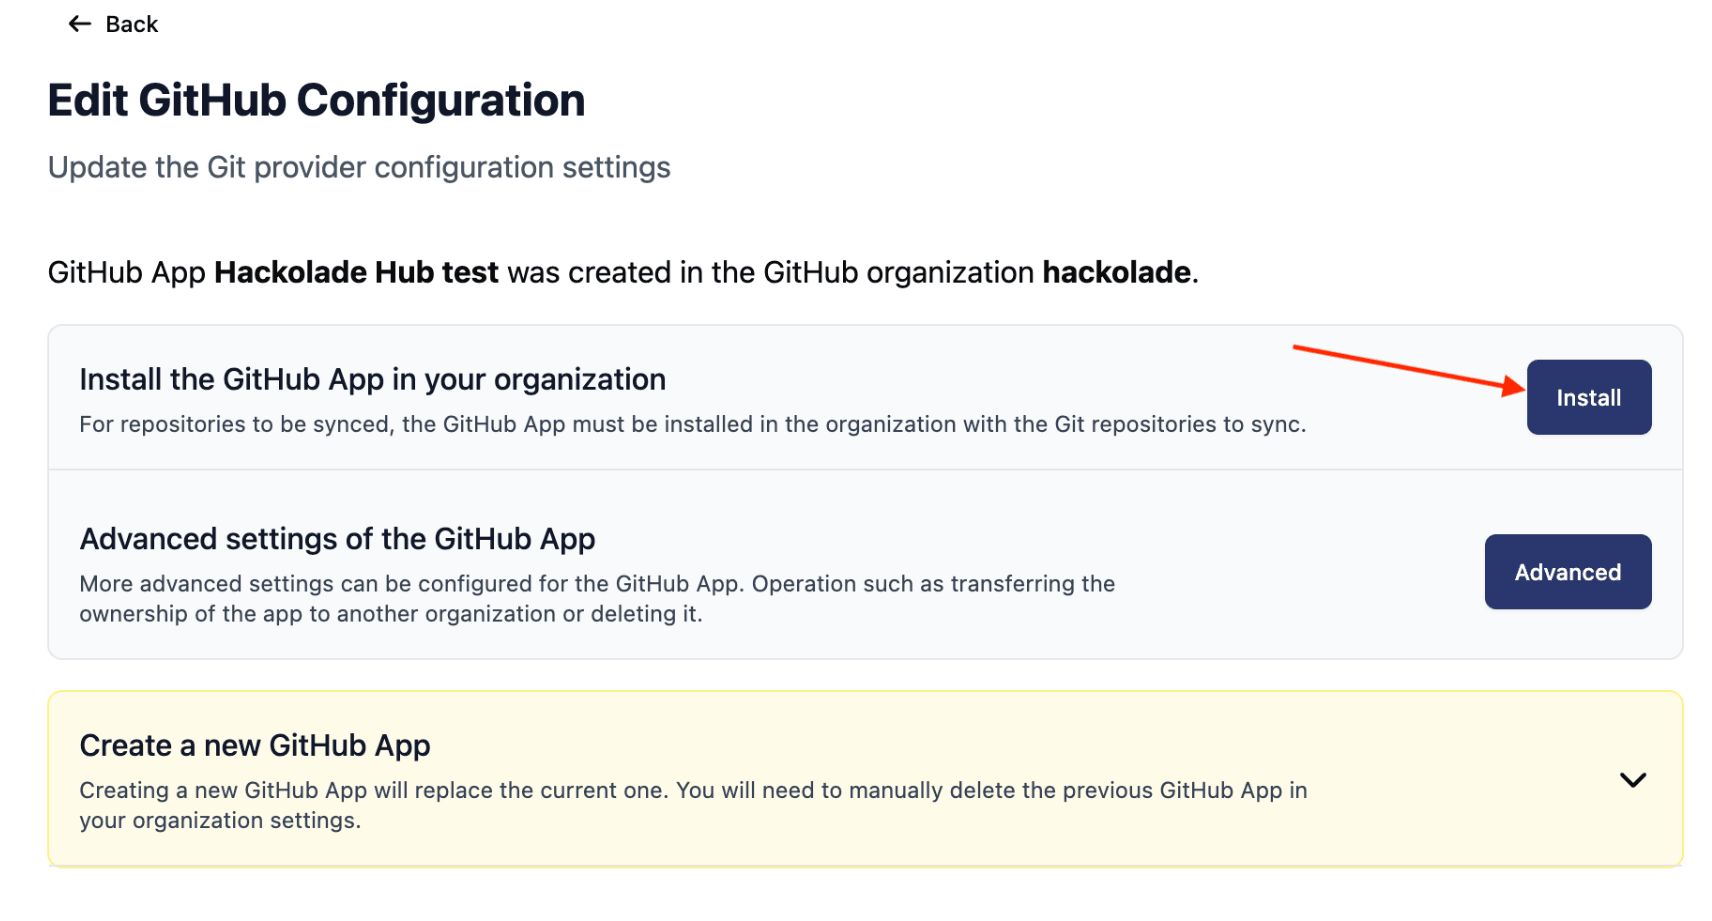 Back
Edit GitHub Configuration
Update the Git provider configuration settings
GitHub App Hackolade Hub test was created in the GitHub organization hackolade.
Install the GitHub App in your organization
For repositories to be synced, the GitHub App must be installed in the organization with the Git repositories to sync.
Install
Advanced settings of the GitHub App
More advanced settings can be configured for the GitHub App. Operation such as transferring the
ownership of the app to another organization or deleting it.
Advanced
Create a new GitHub App
Creating a new GitHub App will replace the current one. You will need to manually delete the previous GitHub App in
your organization settings.